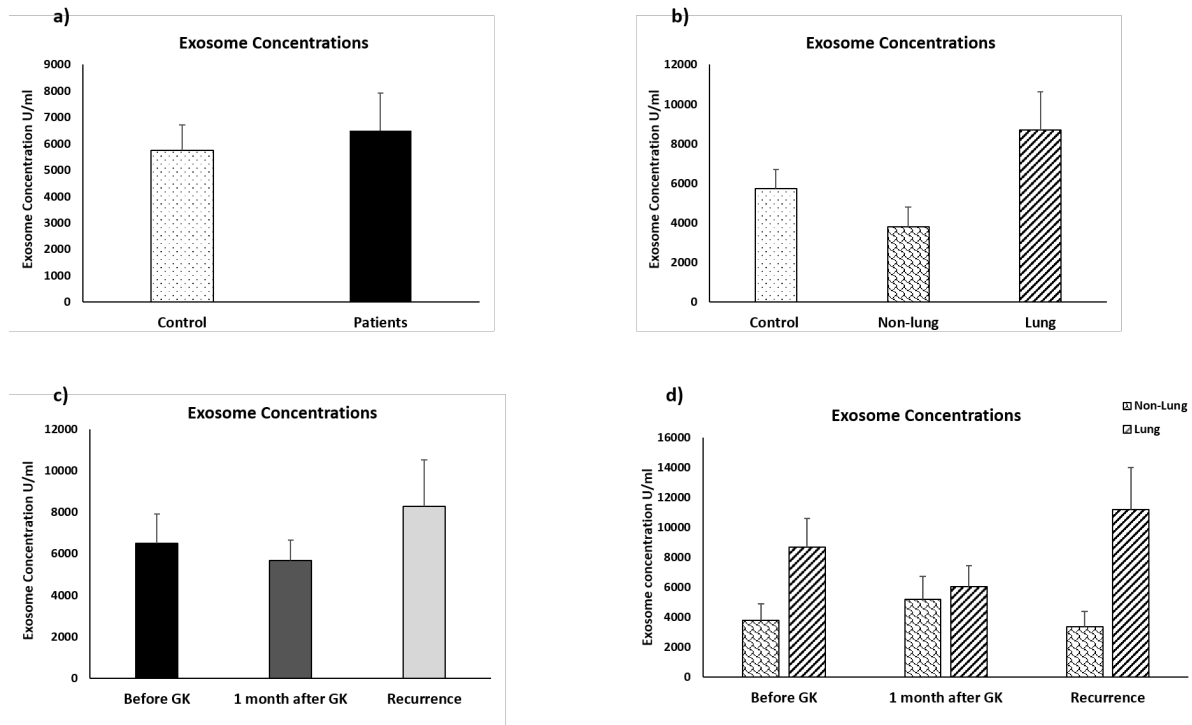 a)
Exosome Concentrations
Exosome Concentration U/ml
9000
8000
7000
6000
5000
4000
3000
2000
1000
0
Control Patients
b)
Exosome Concentrations
Exosome Concentration U/ml
12000
10000
8000
6000
4000
2000
0
Control Non-lung Lung
c)
Exosome Concentrations
Exosome Concentration U/ml
12000
10000
8000
6000
4000
2000
0
Before GK 1 month after GK Recurrence
d)
Non-Lung
Lung
Exosome Concentrations
Exosome concentration U/ml
16000
14000
12000
10000
8000
6000
4000
2000
0
Before GK 1 month after GK Recurrence